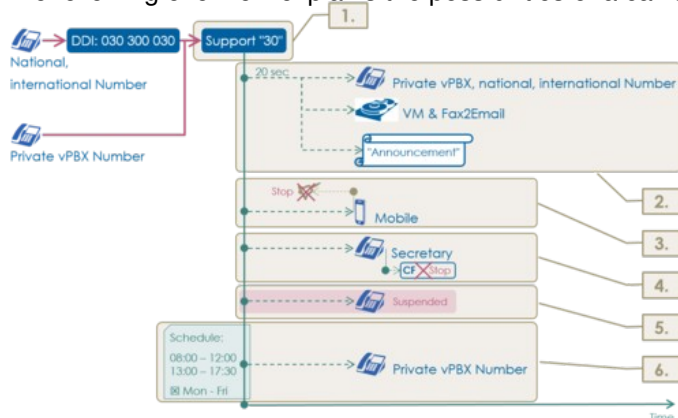 1.
DDI: 030 300 030
Support "30"
National,
international Number
Private vPBX Number
20 sec
Private vPBX, national, international Number
VM & Fax2Email
"Announcement"
2.
Stop
Mobile
3.
Secretary
CF Stop
4.
Suspended
5.
Schedule:
08:00 – 12:00
13:00 – 17:30
Mon - Fri
Private vPBX Number
6.
Time